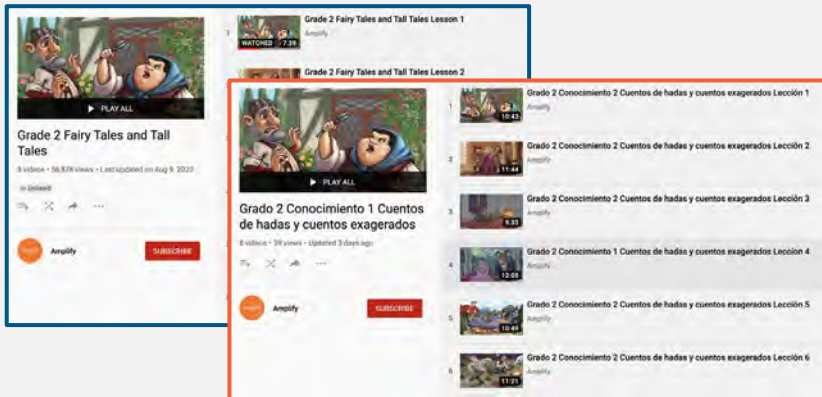 Grade 2 Fairy Tales and Tall Tales Lesson 1
Amplify
WATCHED
7:39
Grade 2 Fairy Tales and Tall Tales Lesson 2
PLAY ALL
Grade 2 Fairy Tales and Tall
Tales
8 videos • 56,878 views • Last updated on Aug 9, 2020
Unlisted
Amplify
SUBSCRIBE
PLAY ALL
Grado 2 Conocimiento 1 Cuentos
de hadas y cuentos exagerados
8 videos • 39 views • Updated 3 days ago
Amplify
SUBSCRIBE
1
10:43
Grado 2 Conocimiento 2 Cuentos de hadas y cuentos exagerados Lección 1
Amplify
2
11:44
Grado 2 Conocimiento 2 Cuentos de hadas y cuentos exagerados Lección 2
Amplify
3
9:33
Grado 2 Conocimiento 2 Cuentos de hadas y cuentos exagerados Lección 3
Amplify
4
12:05
Grado 2 Conocimiento 1 Cuentos de hadas y cuentos exagerados Lección 4
Amplify
5
10:49
Grado 2 Conocimiento 2 Cuentos de hadas y cuentos exagerados Lección 5
Amplify
6
11:21
Grado 2 Conocimiento 2 Cuentos de hadas y cuentos exagerados Lección 6
Amplify